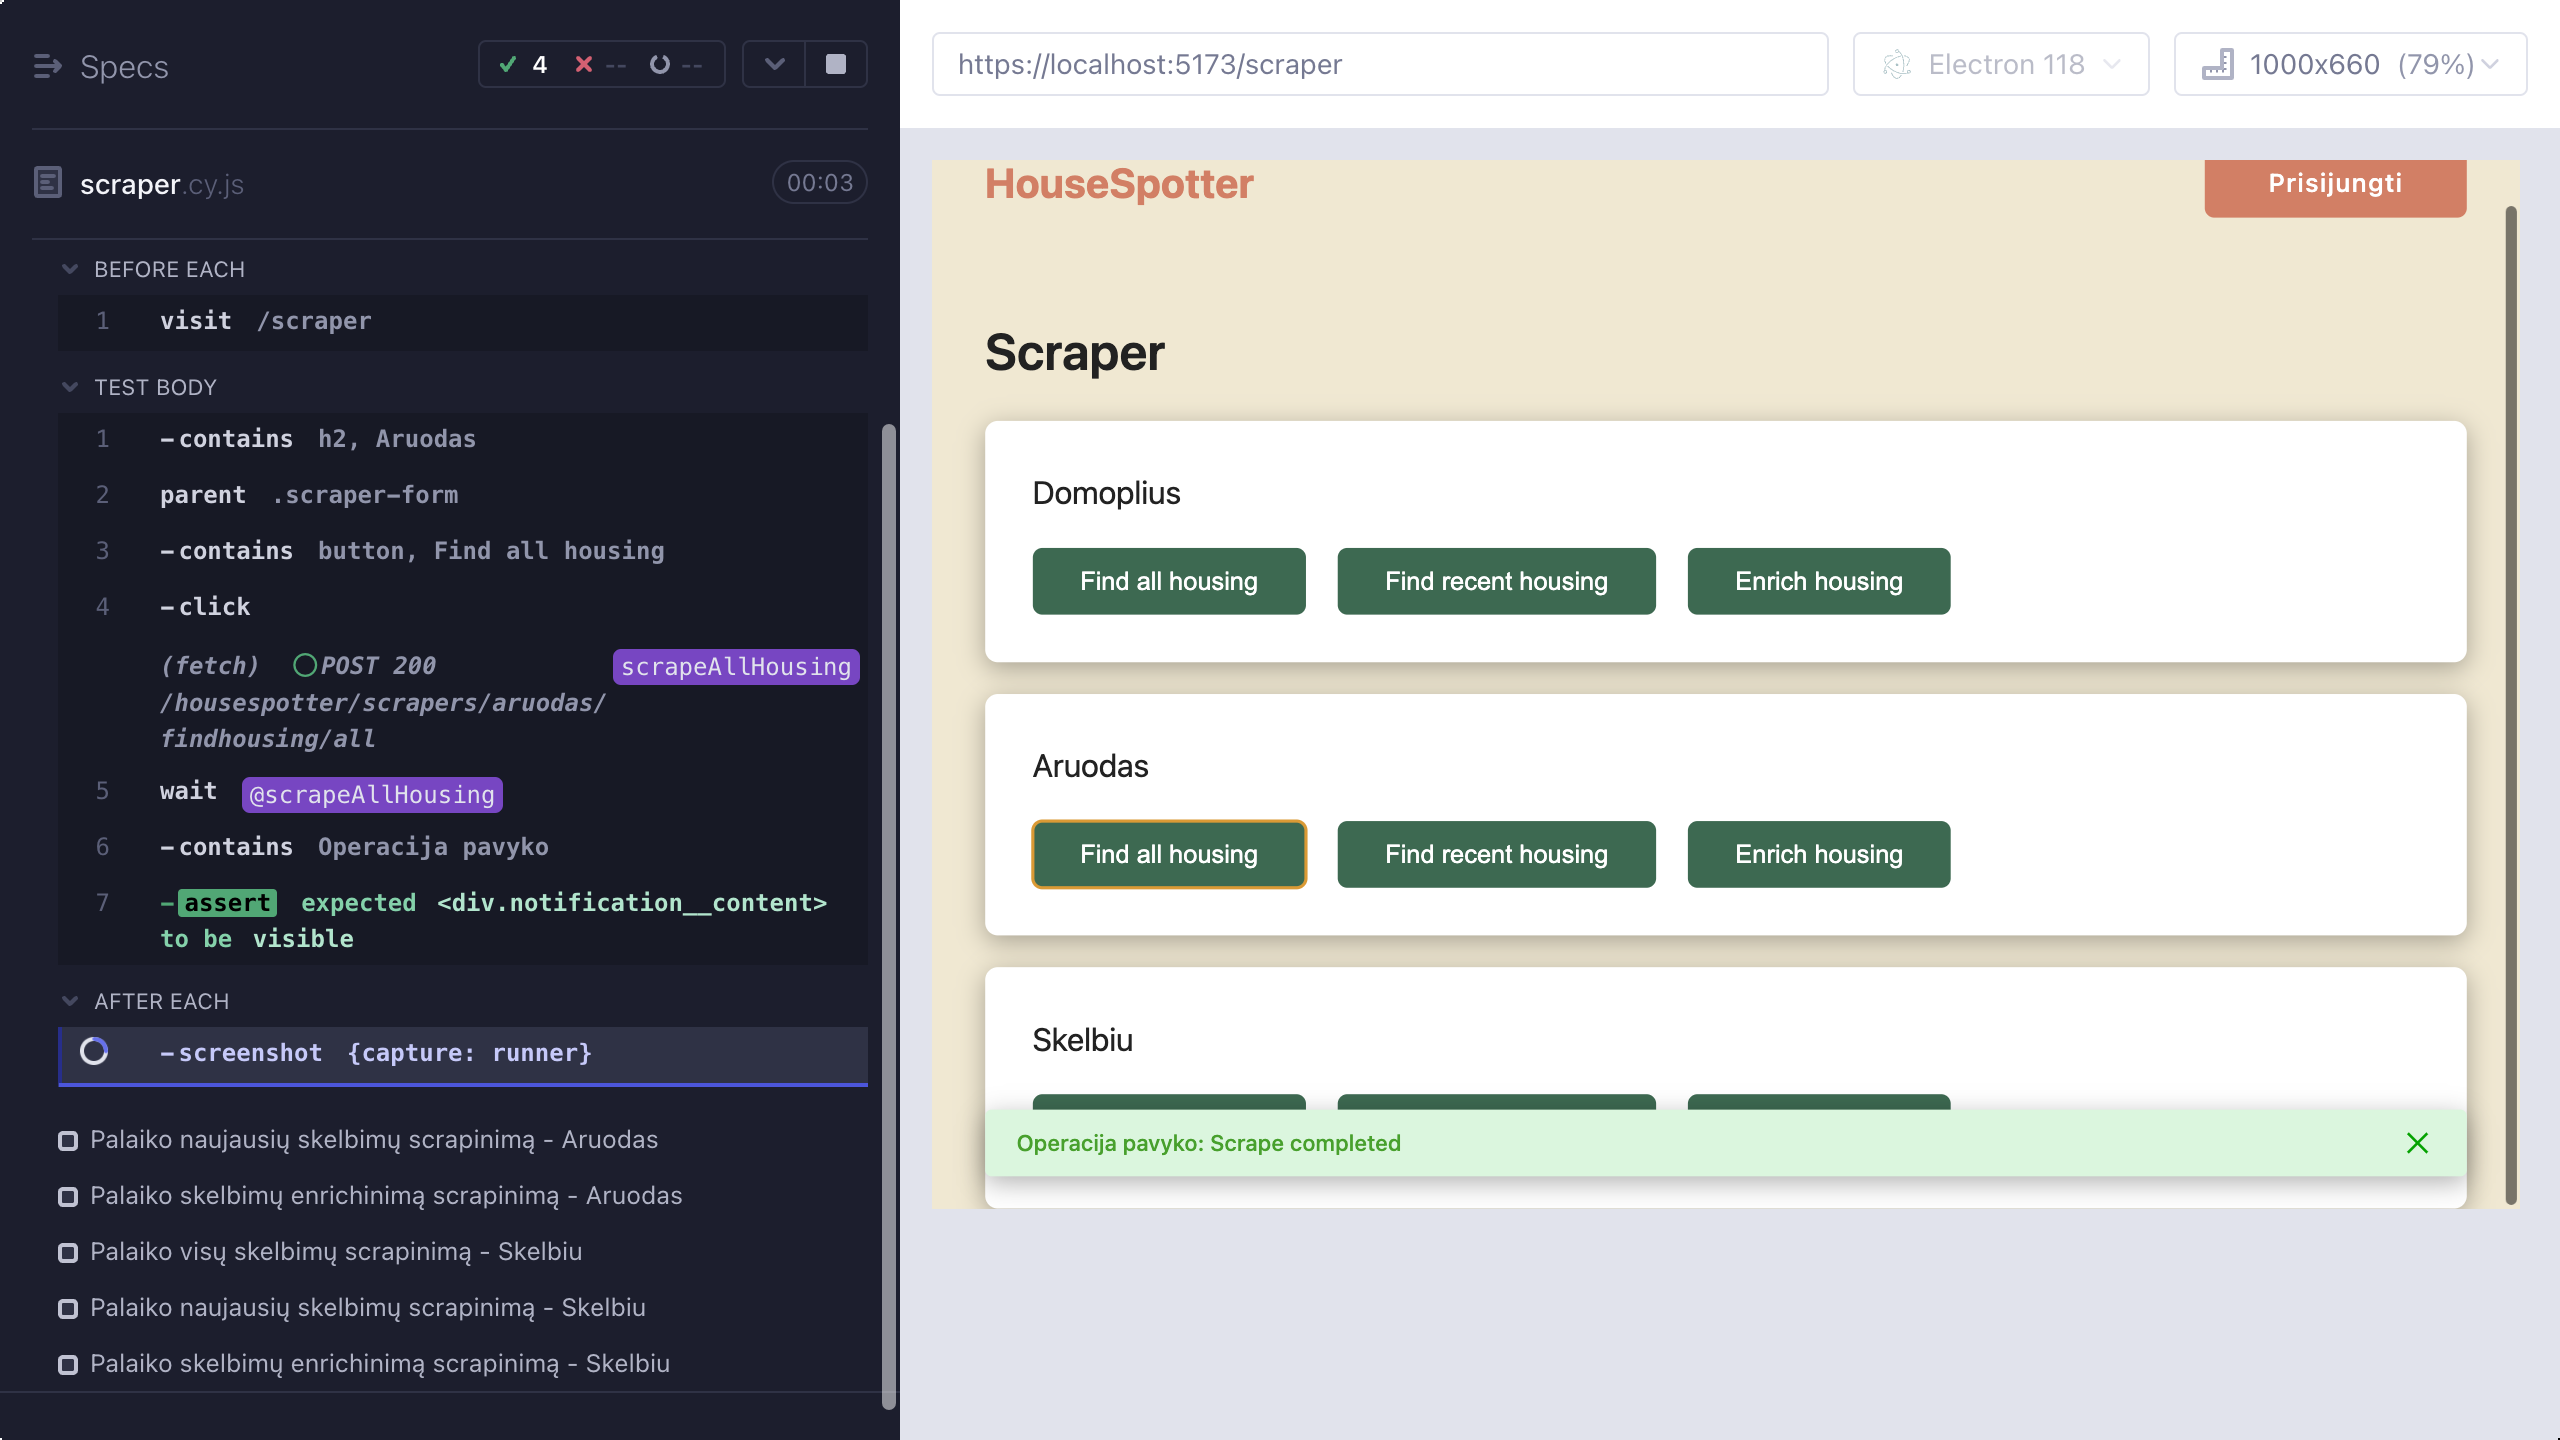 Specs
4 -- --
scraper.cy.js
00:03
BEFORE EACH
1 visit /scraper
TEST BODY
1 -contains h2, Aruodas
2 parent .scraper-form
3 -contains button, Find all housing
4 -click
(fetch) POST 200 scrapeAllHousing
/housespotter/scrapers/aruodas/
findhousing/all
5 wait @scrapeAllHousing
6 -contains Operacija pavyko
7 -assert expected <div.notification__content>
to be visible
AFTER EACH
-screenshot {capture: runner}
Palaiko naujausių skelbimų scrapinimą - Aruodas
Palaiko skelbimų enrichinimą scrapinimą - Aruodas
Palaiko visų skelbimų scrapinimą - Skelbiu
Palaiko naujausių skelbimų scrapinimą - Skelbiu
Palaiko skelbimų enrichinimą scrapinimą - Skelbiu
https://localhost:5173/scraper
Electron 118
1000x660 (79%)
HouseSpotter
Prisijungti
Scraper
Domoplius
Find all housing Find recent housing Enrich housing
Aruodas
Find all housing Find recent housing Enrich housing
Skelbiu
Operacija pavyko: Scrape completed